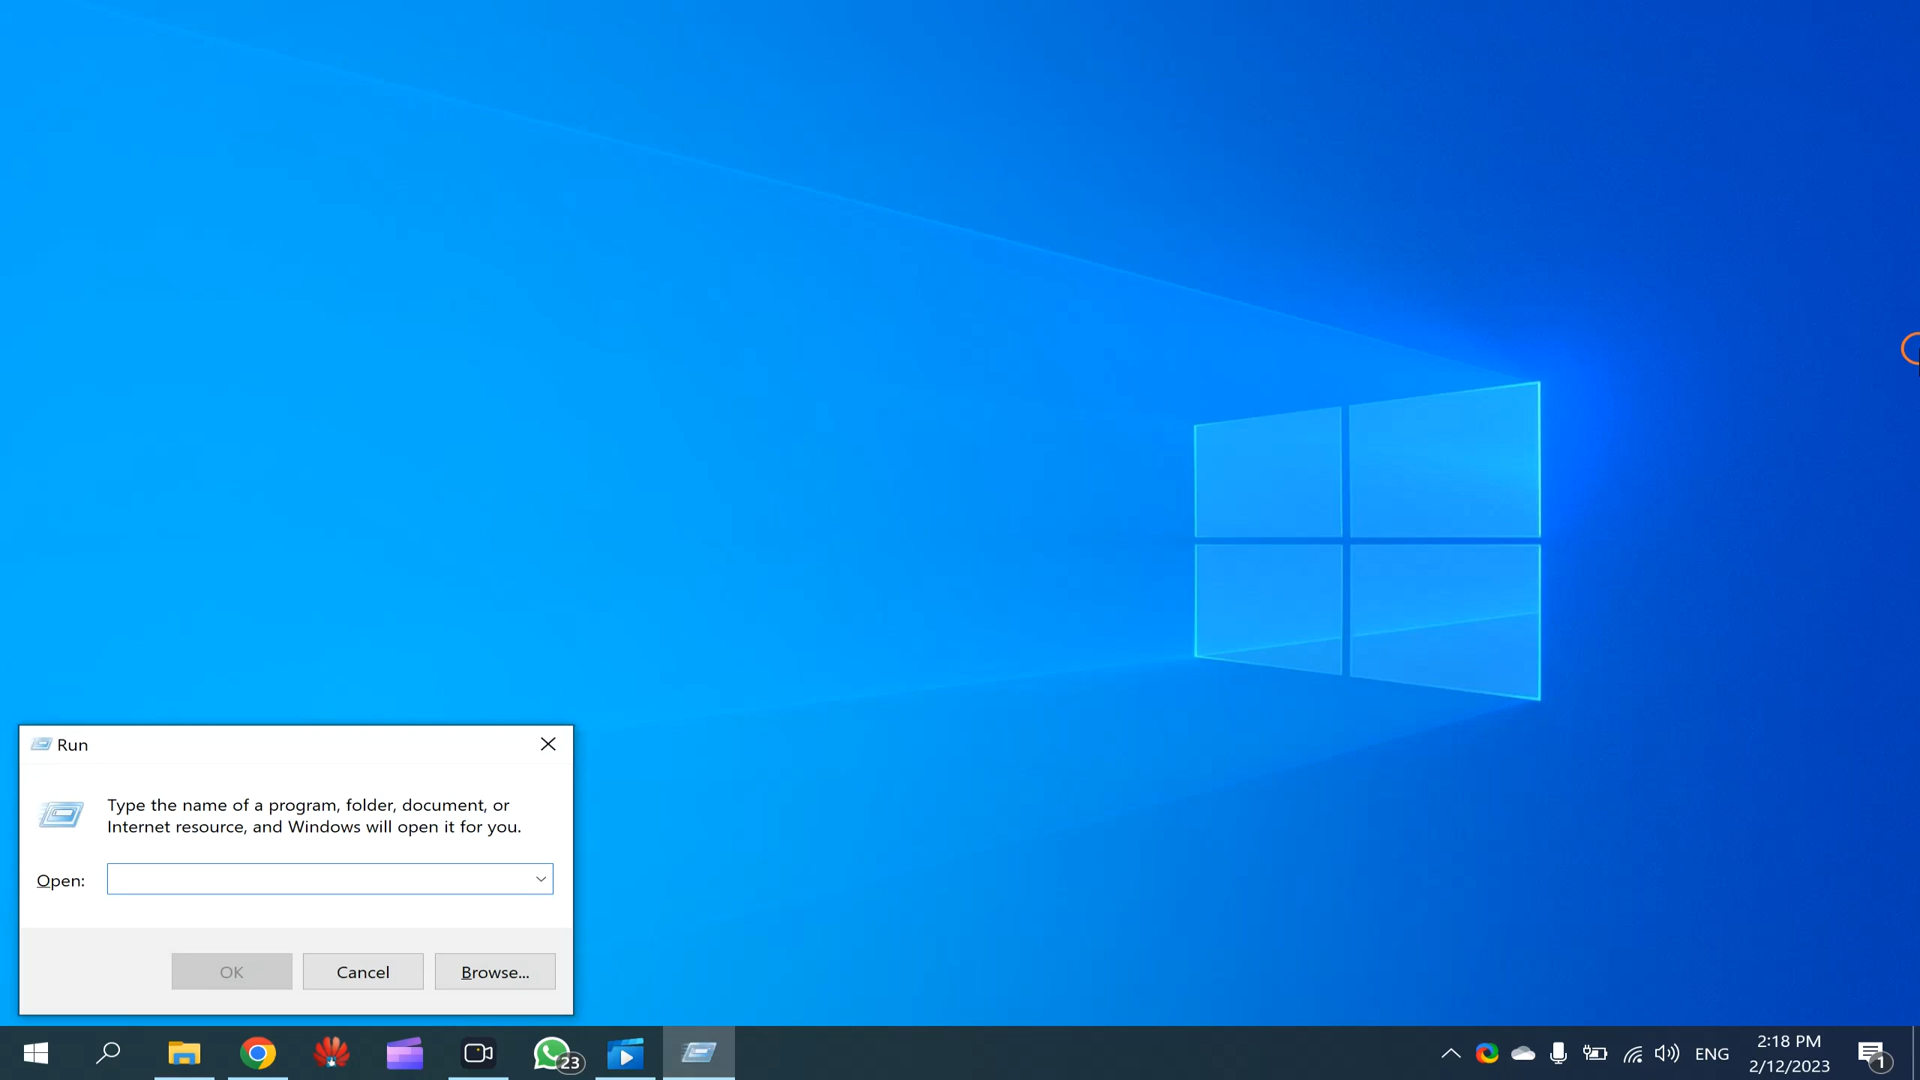 Run
Type the name of a program, folder, document, or
Internet resource, and Windows will open it for you.
Open:
OK
Cancel
Browse...
23
ENG
2:18 PM
2/12/2023
1